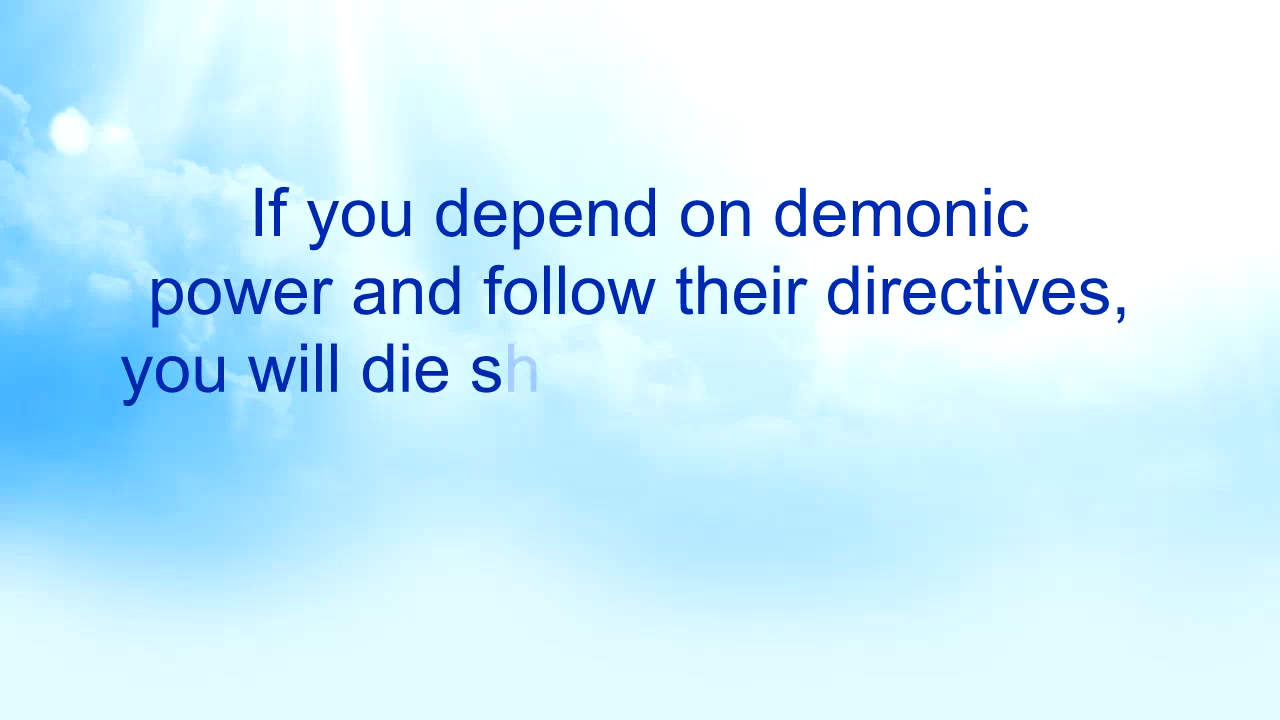 If you depend on demonic
power and follow their directives,
you will die sh